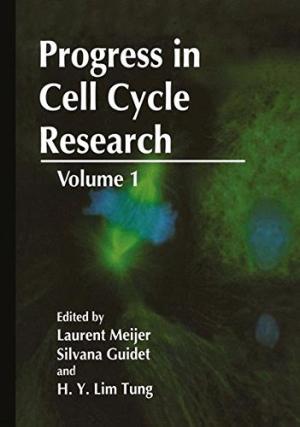 Progress in
Cell Cycle
Research
Volume 1
Edited by
Laurent Meijer
Silvana Guidet
and
H. Y. Lim Tung